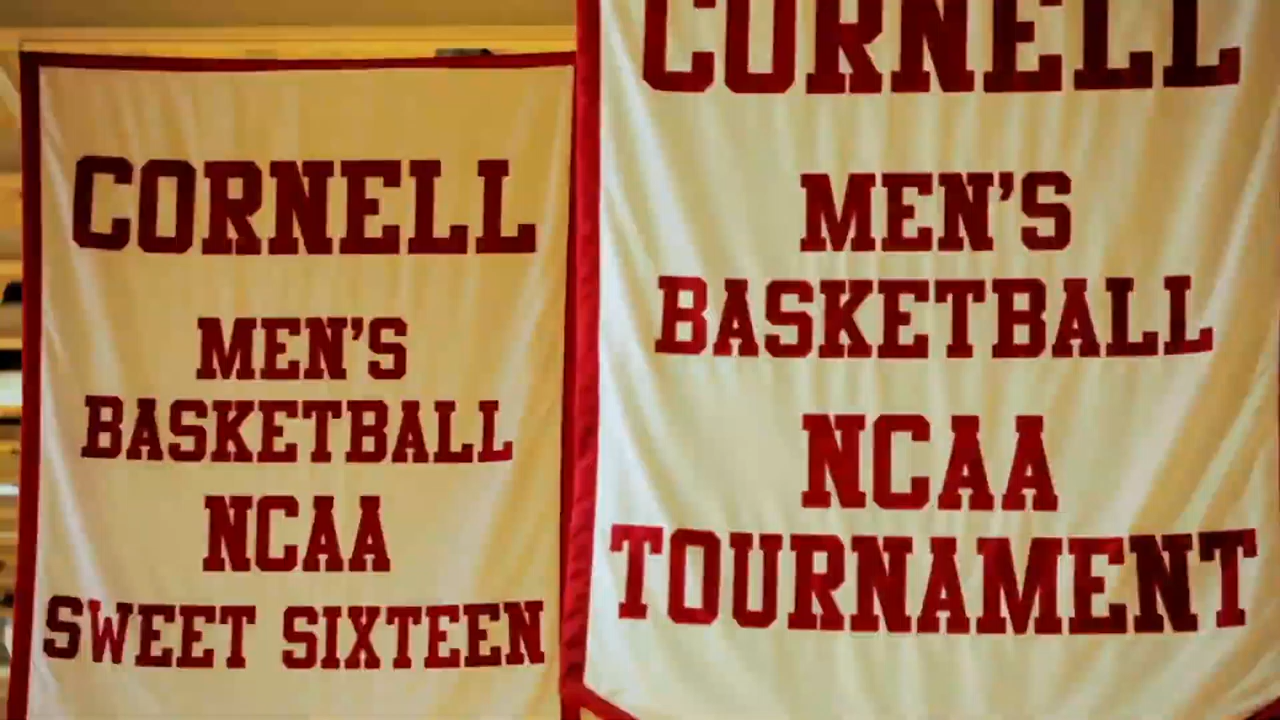 CORNELL
MEN'S
BASKETBALL
NCAA
SWEET SIXTEEN
CORNELL
MEN'S
BASKETBALL
NCAA
TOURNAMENT